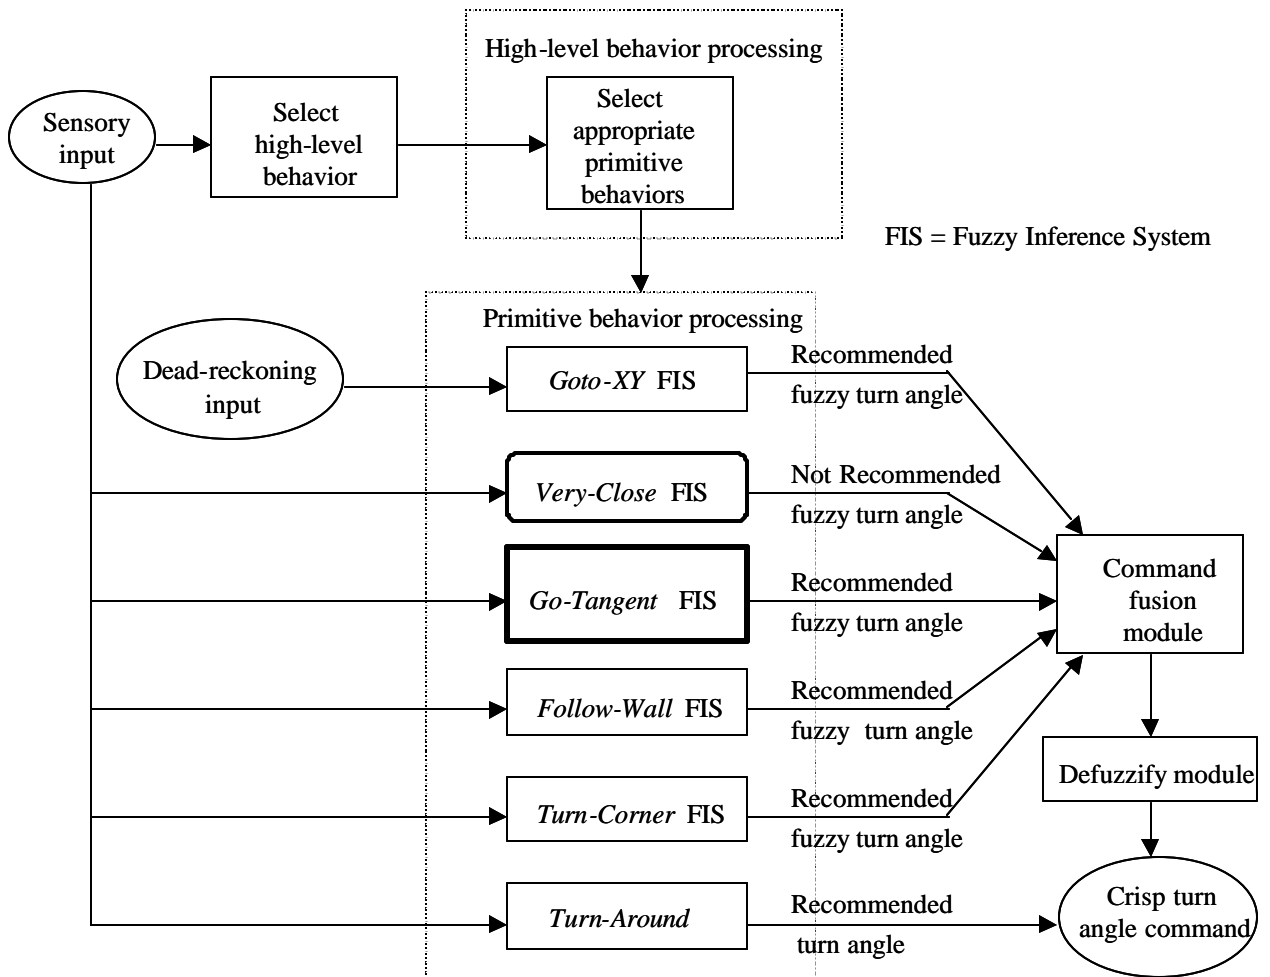 High-level behavior processing
Sensory
input
Select
high-level
behavior
Select
appropriate
primitive
behaviors
FIS = Fuzzy Inference System
Primitive behavior processing
Dead-reckoning
input
Goto-XY FIS
Recommended
fuzzy turn angle
Very-Close FIS
Not Recommended
fuzzy turn angle
Go-Tangent FIS
Recommended
fuzzy turn angle
Command
fusion
module
Follow-Wall FIS
Recommended
fuzzy turn angle
Defuzzify module
Turn-Corner FIS
Recommended
fuzzy turn angle
Turn-Around
Recommended
turn angle
Crisp turn
angle command